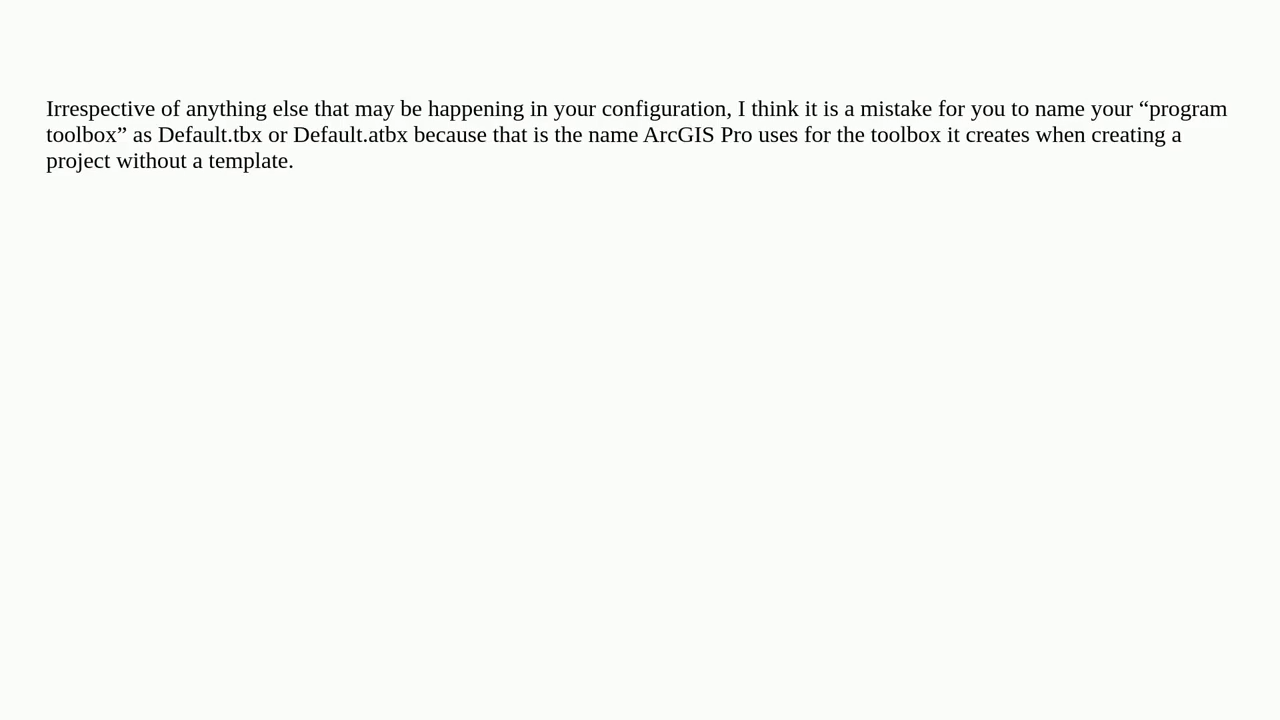 Irrespective of anything else that may be happening in your configuration, I think it is a mistake for you to name your “program
toolbox” as Default.tbx or Default.atbx because that is the name ArcGIS Pro uses for the toolbox it creates when creating a
project without a template.